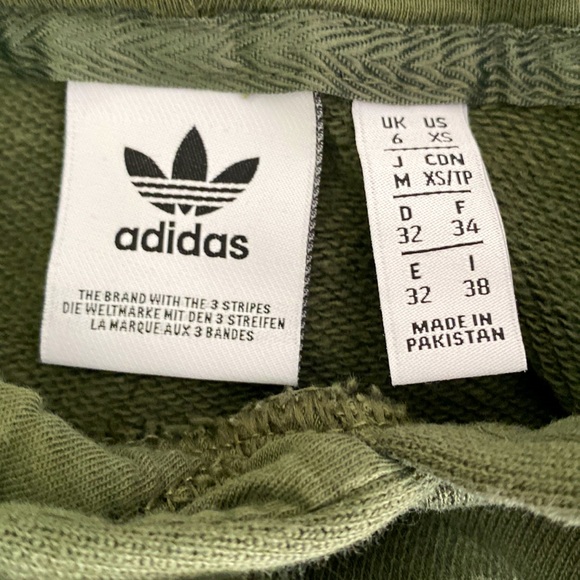 adidas
THE BRAND WITH THE 3 STRIPES
DIE WELTMARKE MIT DEN 3 STREIFEN
LA MARQUE AUX 3 BANDES
UK US
6 XS
J CDN
M XS/TP
D F
32 34
E I
32 38
MADE IN
PAKISTAN